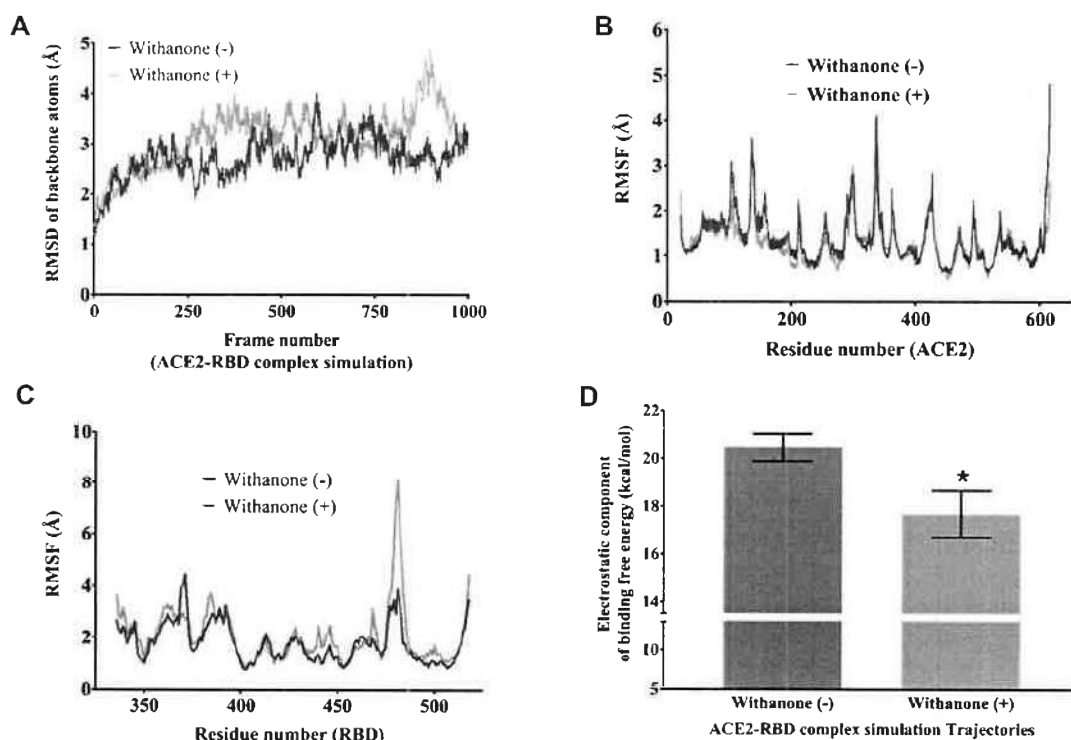 A
RMSD of backbone atoms (Å)
5
4
3
2
1
0
Withanone (-)
Withanone (+)
0 250 500 750 1000
Frame number
(ACE2-RBD complex simulation)
B
RMSF (Å)
6
5
4
3
2
1
0
Withanone (-)
Withanone (+)
0 200 400 600
Residue number (ACE2)
C
RMSF (Å)
10
8
6
4
2
0
Withanone (-)
Withanone (+)
350 400 450 500
Residue number (RBD)
D
Electrostatic component
of binding free energy (kcal/mol)
22
20
18
16
14
10
5
*
Withanone (-) Withanone (+)
ACE2-RBD complex simulation Trajectories